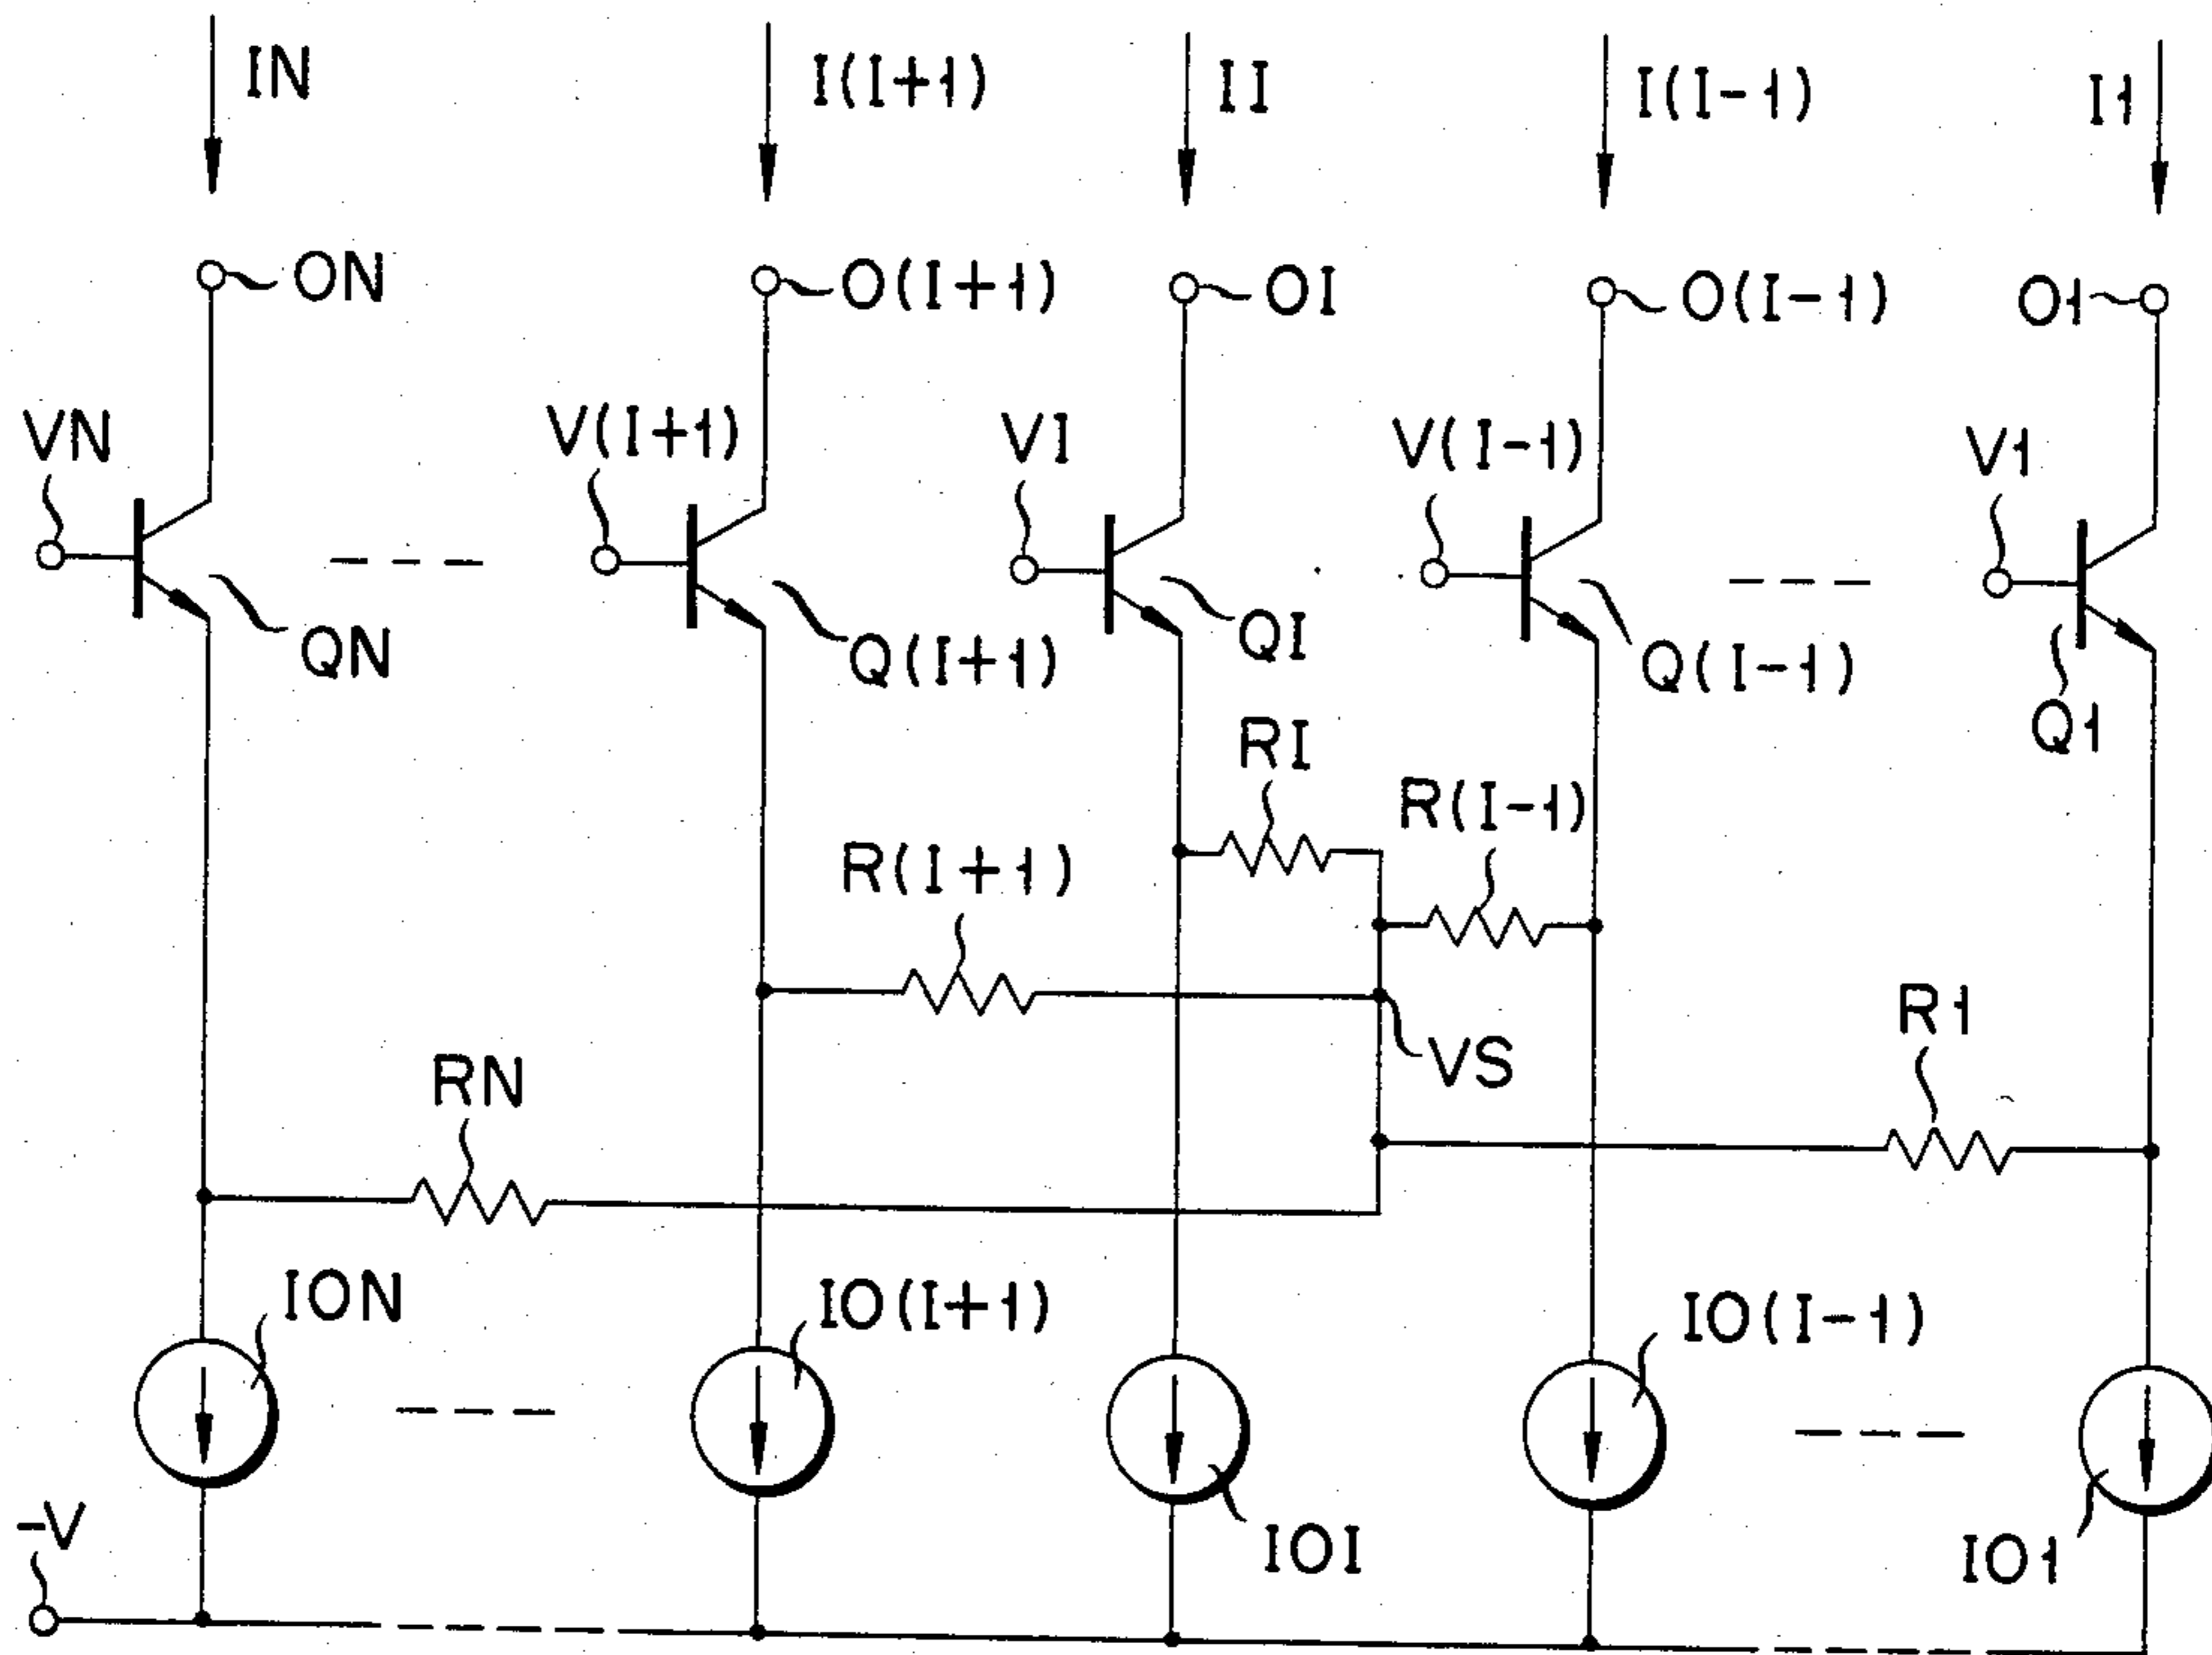 IN
I(I+1)
II
I(I-1)
I1
ON
O(I+1)
OI
O(I-1)
O1
VN
V(I+1)
VI
V(I-1)
V1
QN
Q(I+1)
QI
Q(I-1)
Q1
RI
R(I-1)
R(I+1)
R1
VS
RN
ION
IO(I+1)
IO(I-1)
IOI
IO1
-V